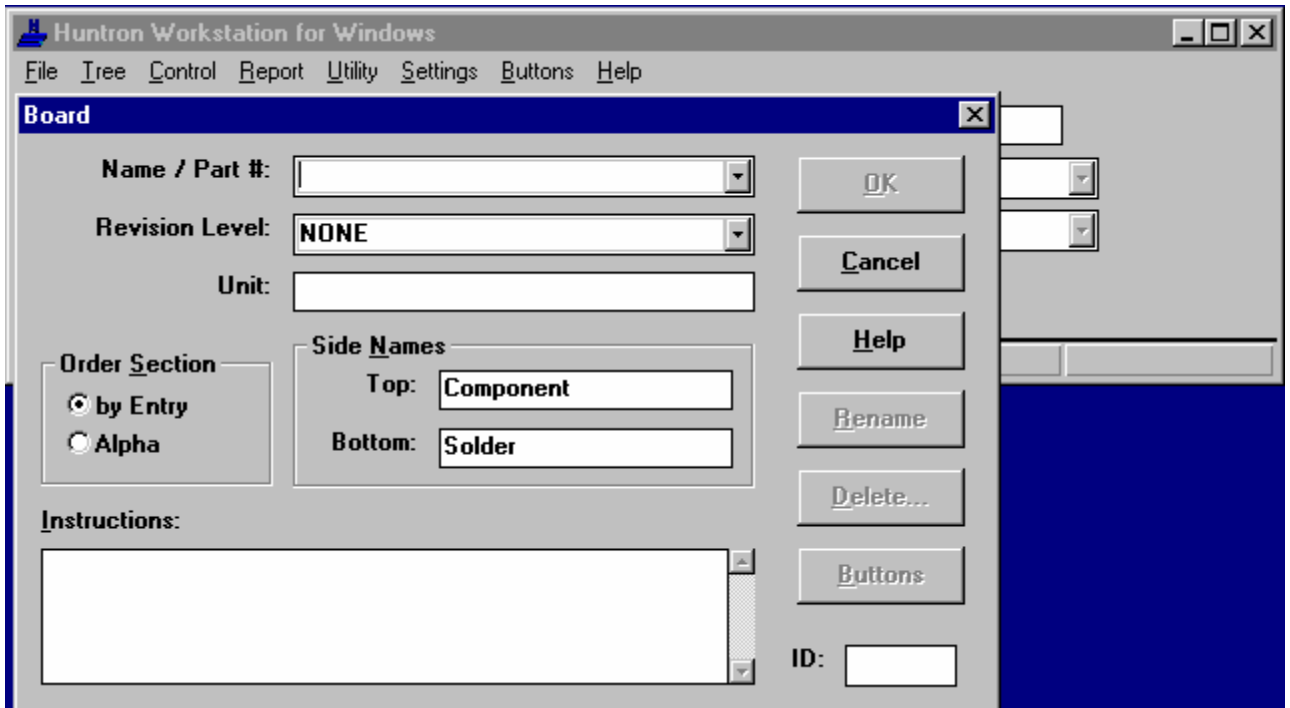 Huntron Workstation for Windows
File Tree Control Report Utility Settings Buttons Help
Board
Name / Part #:
OK
Revision Level: NONE
Cancel
Unit:
Side Names
Help
Order Section
Top: Component
by Entry
Rename
Alpha
Bottom: Solder
Delete...
Instructions:
Buttons
ID: